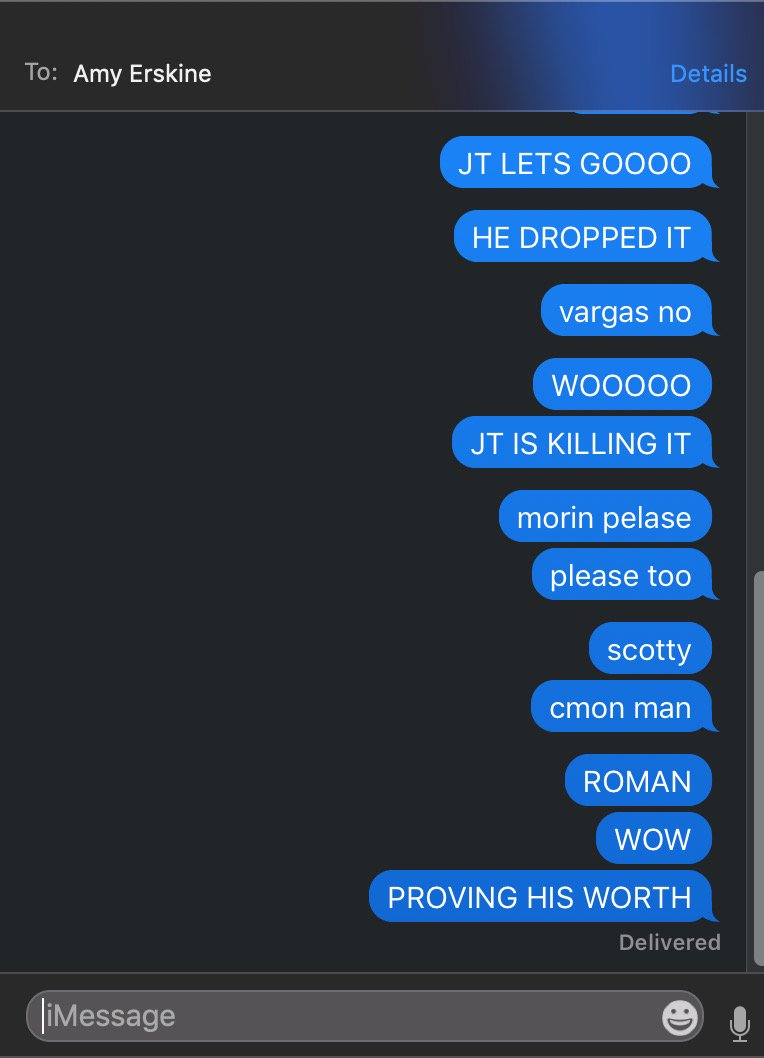 To: Amy Erskine Details
JT LETS GOOOO
HE DROPPED IT
vargas no
WOOOOO
JT IS KILLING IT
morin pelase
please too
scotty
cmon man
ROMAN
WOW
PROVING HIS WORTH
Delivered
iMessage